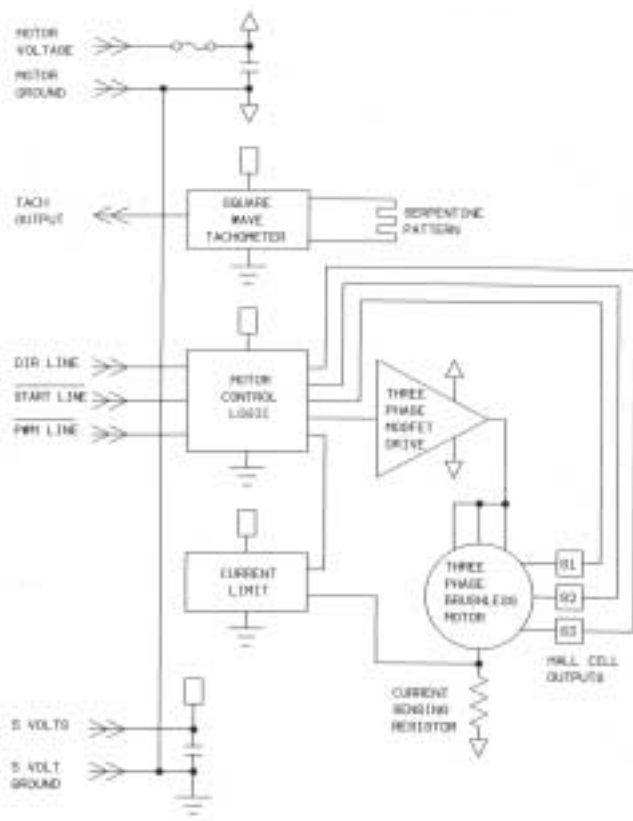 MOTOR
VOLTAGE
MOTOR
GROUND
TACH
OUTPUT
SQUARE
WAVE
TACHOMETER
SERPENTINE
PATTERN
DIR LINE
START LINE
PWM LINE
MOTOR
CONTROL
LOGIC
THREE
PHASE
MOSFET
DRIVE
CURRENT
LIMIT
THREE
PHASE
BRUSHLESS
MOTOR
S1
S2
S3
HALL CELL
OUTPUTS
CURRENT
SENSING
RESISTOR
5 VOLTS
5 VOLT
GROUND